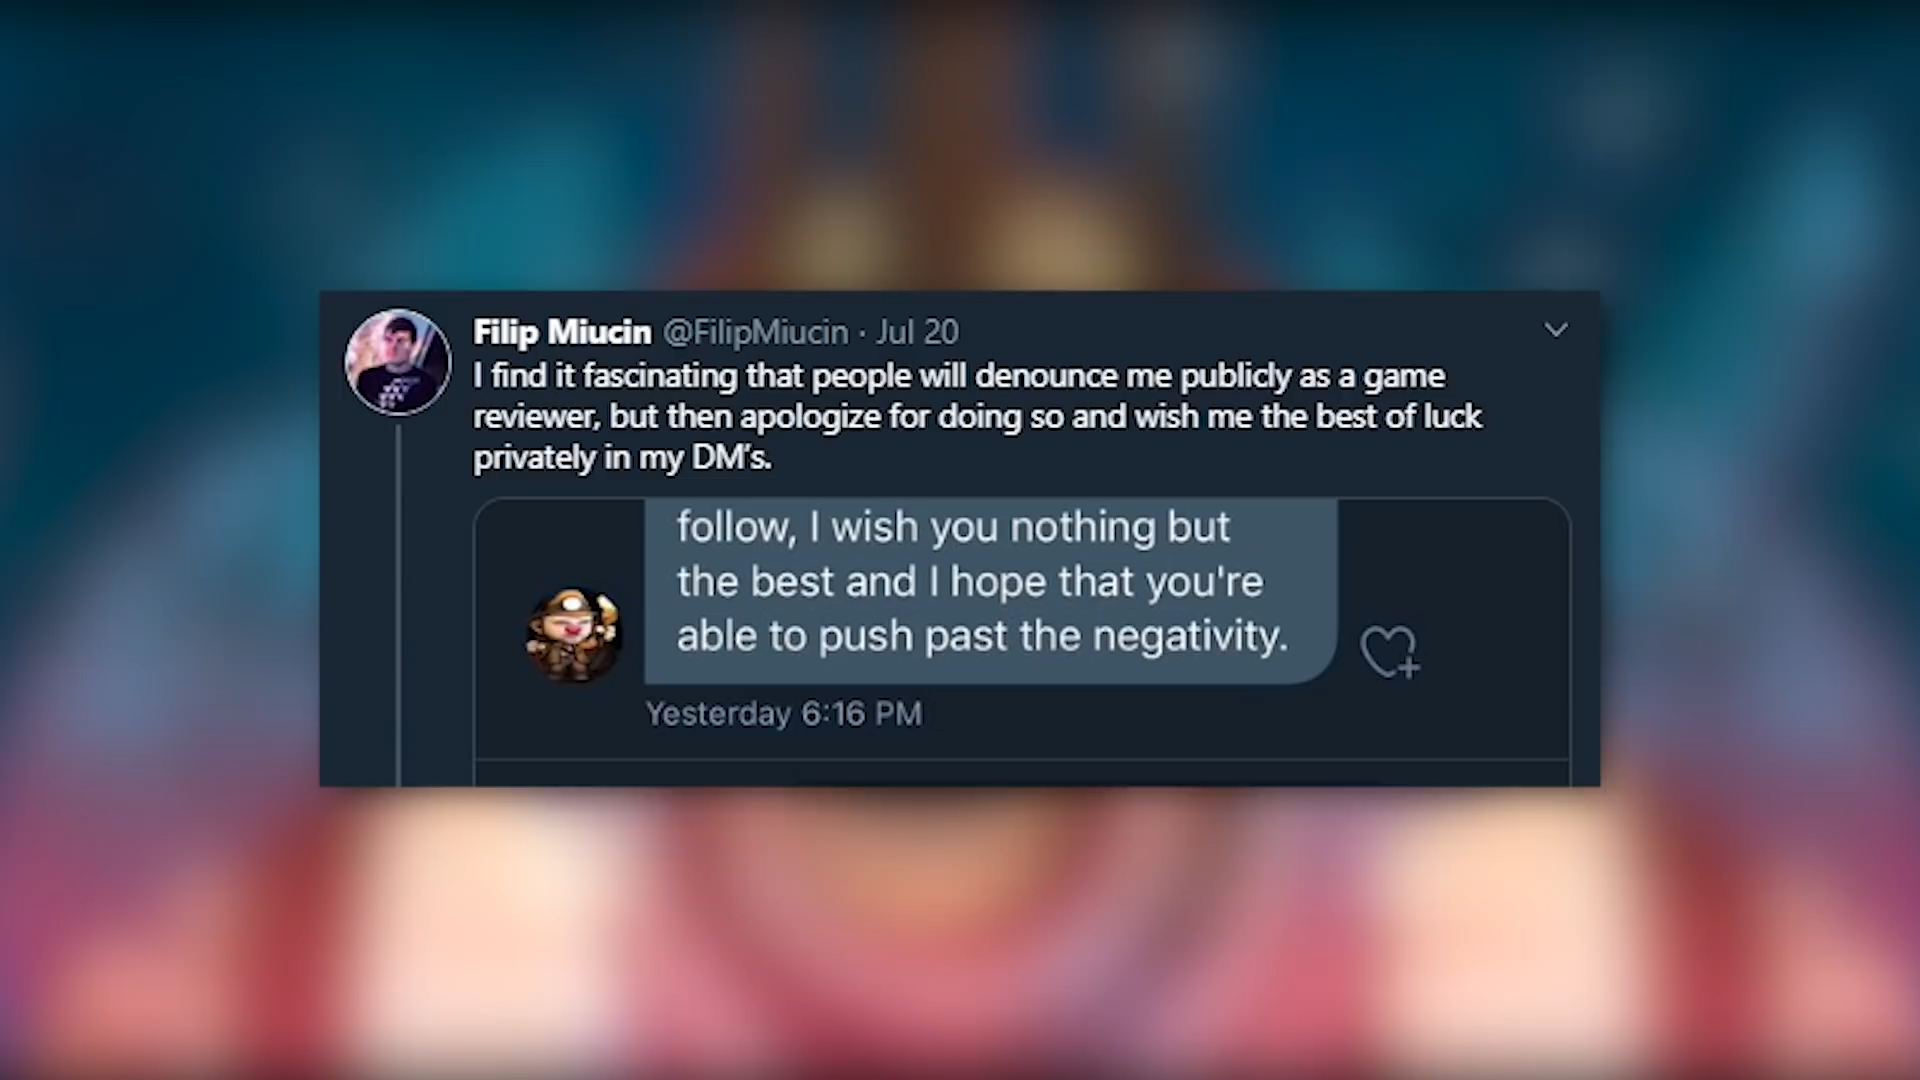 Filip Miucin @FilipMiucin · Jul 20
I find it fascinating that people will denounce me publicly as a game
reviewer, but then apologize for doing so and wish me the best of luck
privately in my DM's.
follow, I wish you nothing but
the best and I hope that you're
able to push past the negativity.
Yesterday 6:16 PM